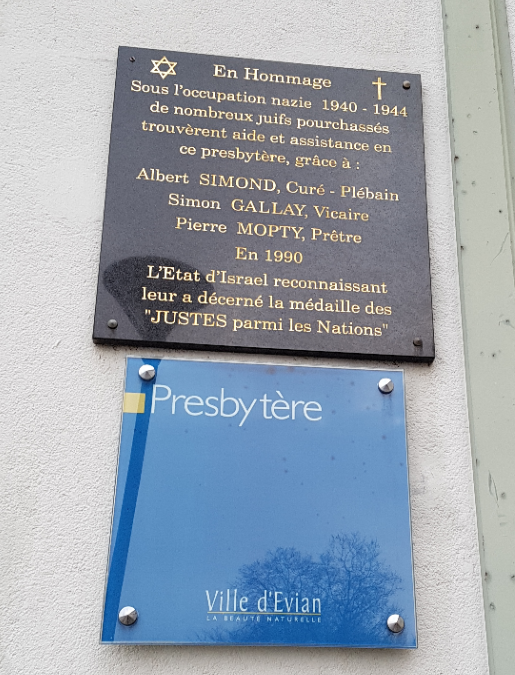 En Hommage
Sous l'occupation nazie 1940 - 1944
de nombreux juifs pourchassés
trouvèrent aide et assistance en
ce presbytère, grâce à :
Albert SIMOND, Curé - Plébain
Simon GALLAY, Vicaire
Pierre MOPTY, Prêtre
En 1990
L'Etat d'Israel reconnaissant
leur a décerné la médaille des
"JUSTES parmi les Nations"
Presbytère
Ville d'Evian
LA BEAUTÉ NATURELLE